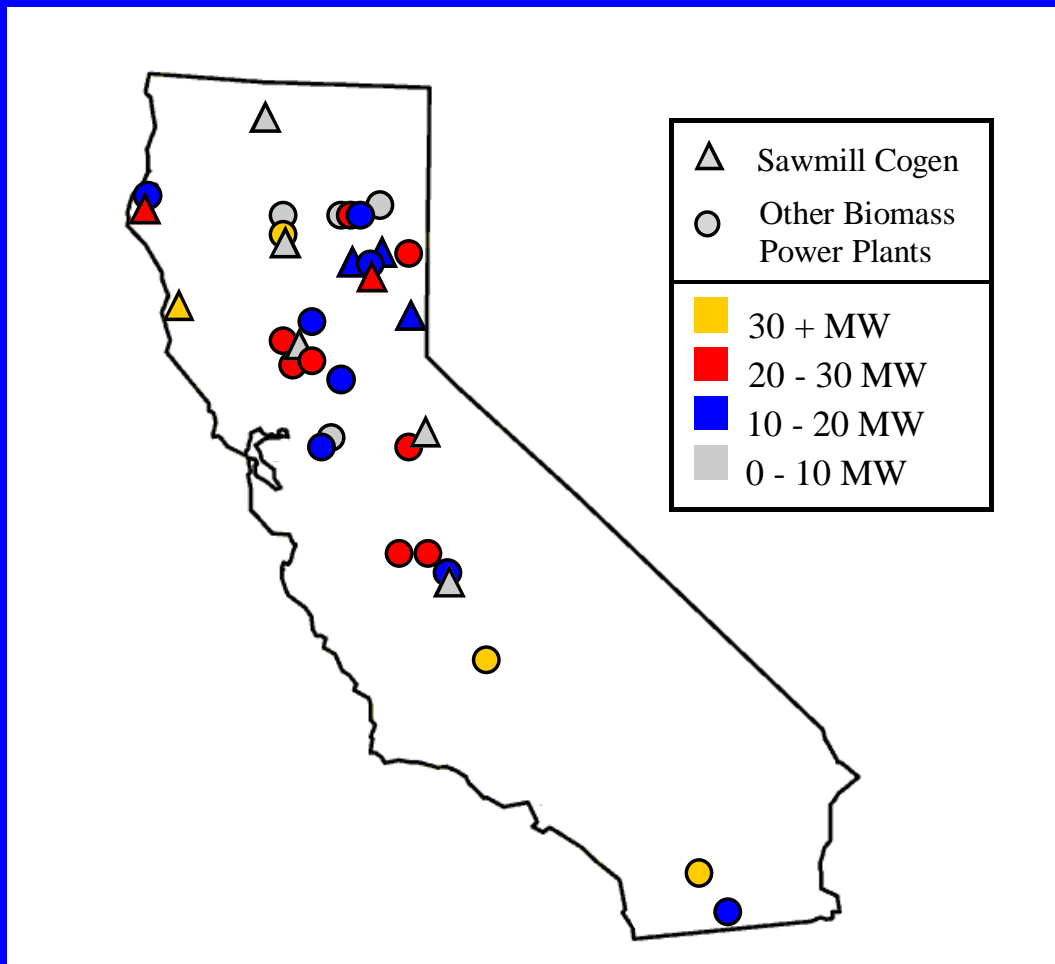 Sawmill Cogen
Other Biomass
Power Plants
30 + MW
20 - 30 MW
10 - 20 MW
0 - 10 MW